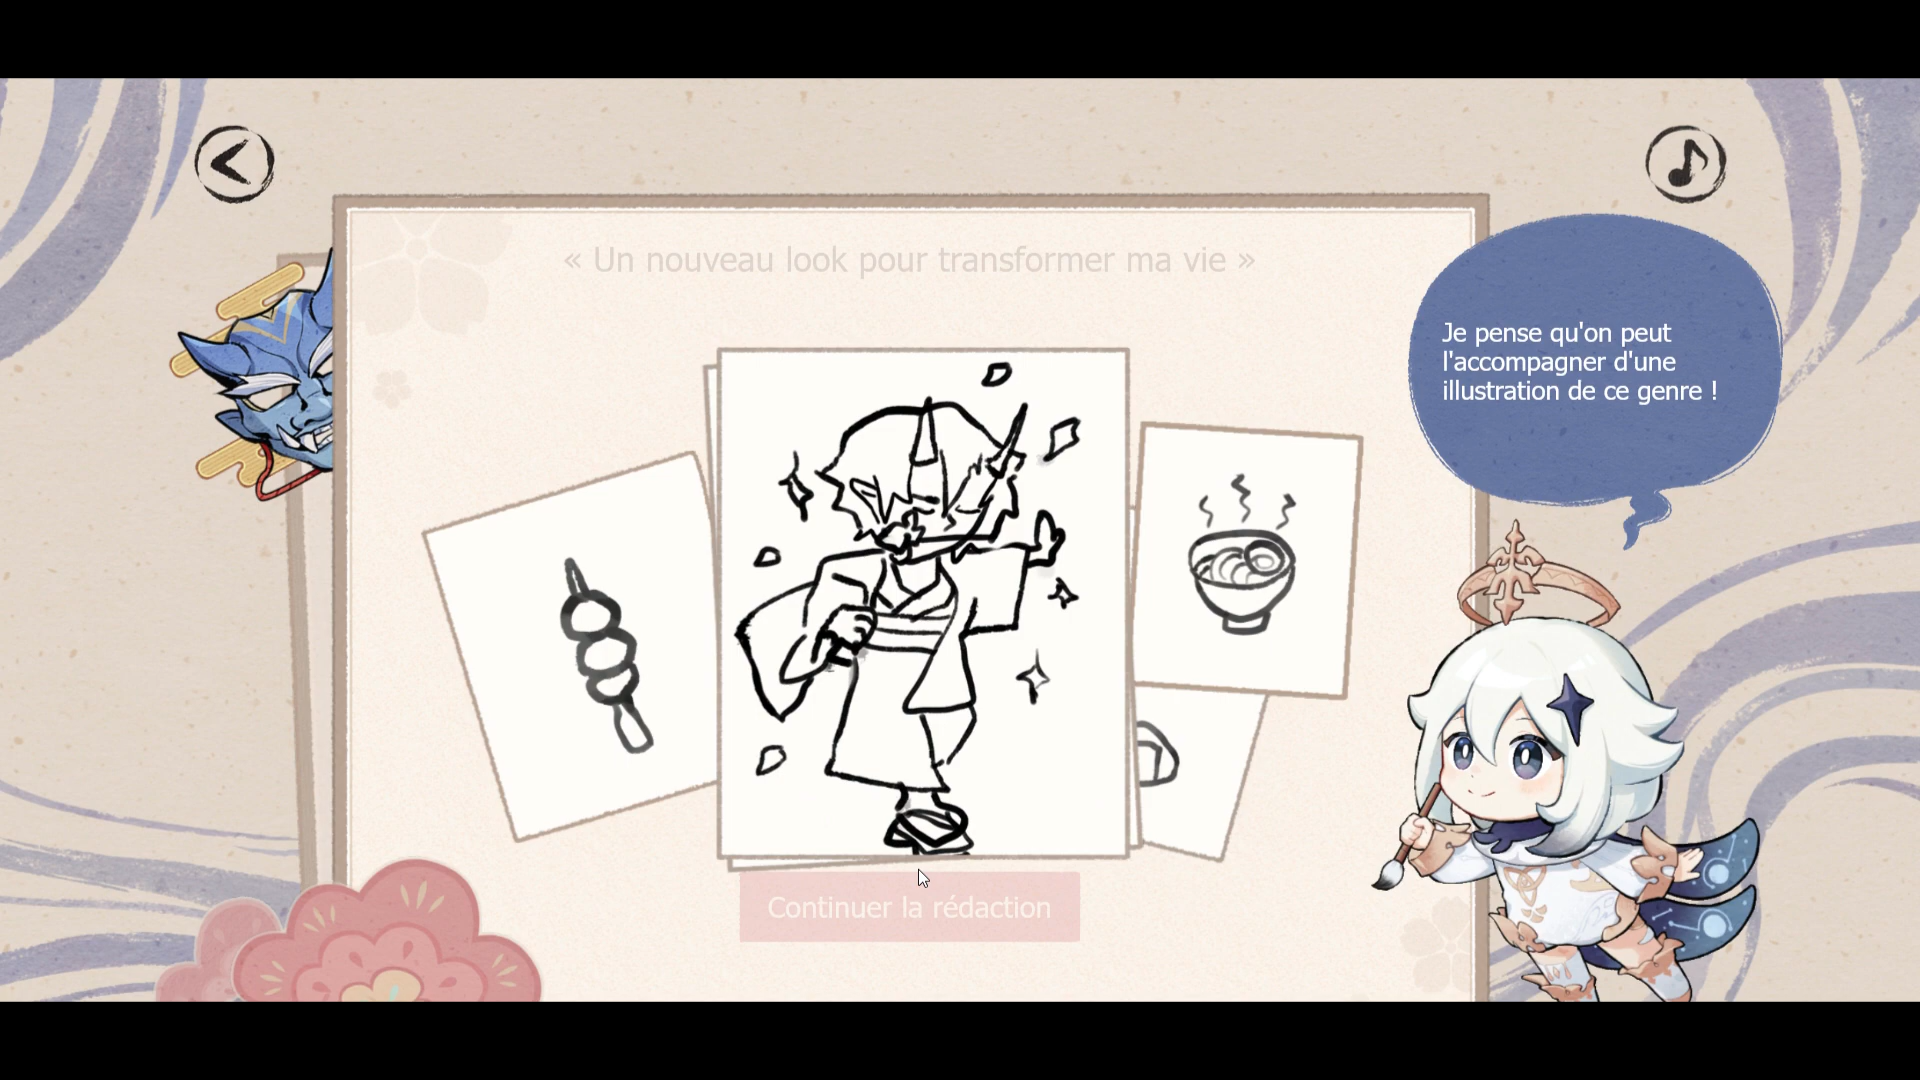 « Un nouveau look pour transformer ma vie »
Je pense qu'on peut
l'accompagner d'une
illustration de ce genre !
Continuer la rédaction